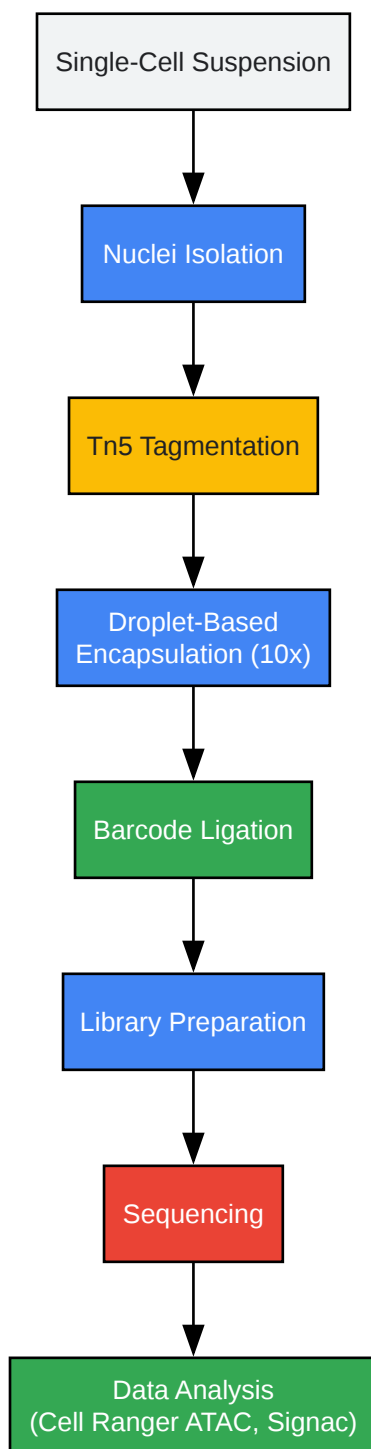 Single-Cell Suspension
Nuclei Isolation
Tn5 Tagmentation
Droplet-Based
Encapsulation (10x)
Barcode Ligation
Library Preparation
Sequencing
Data Analysis
(Cell Ranger ATAC, Signac)